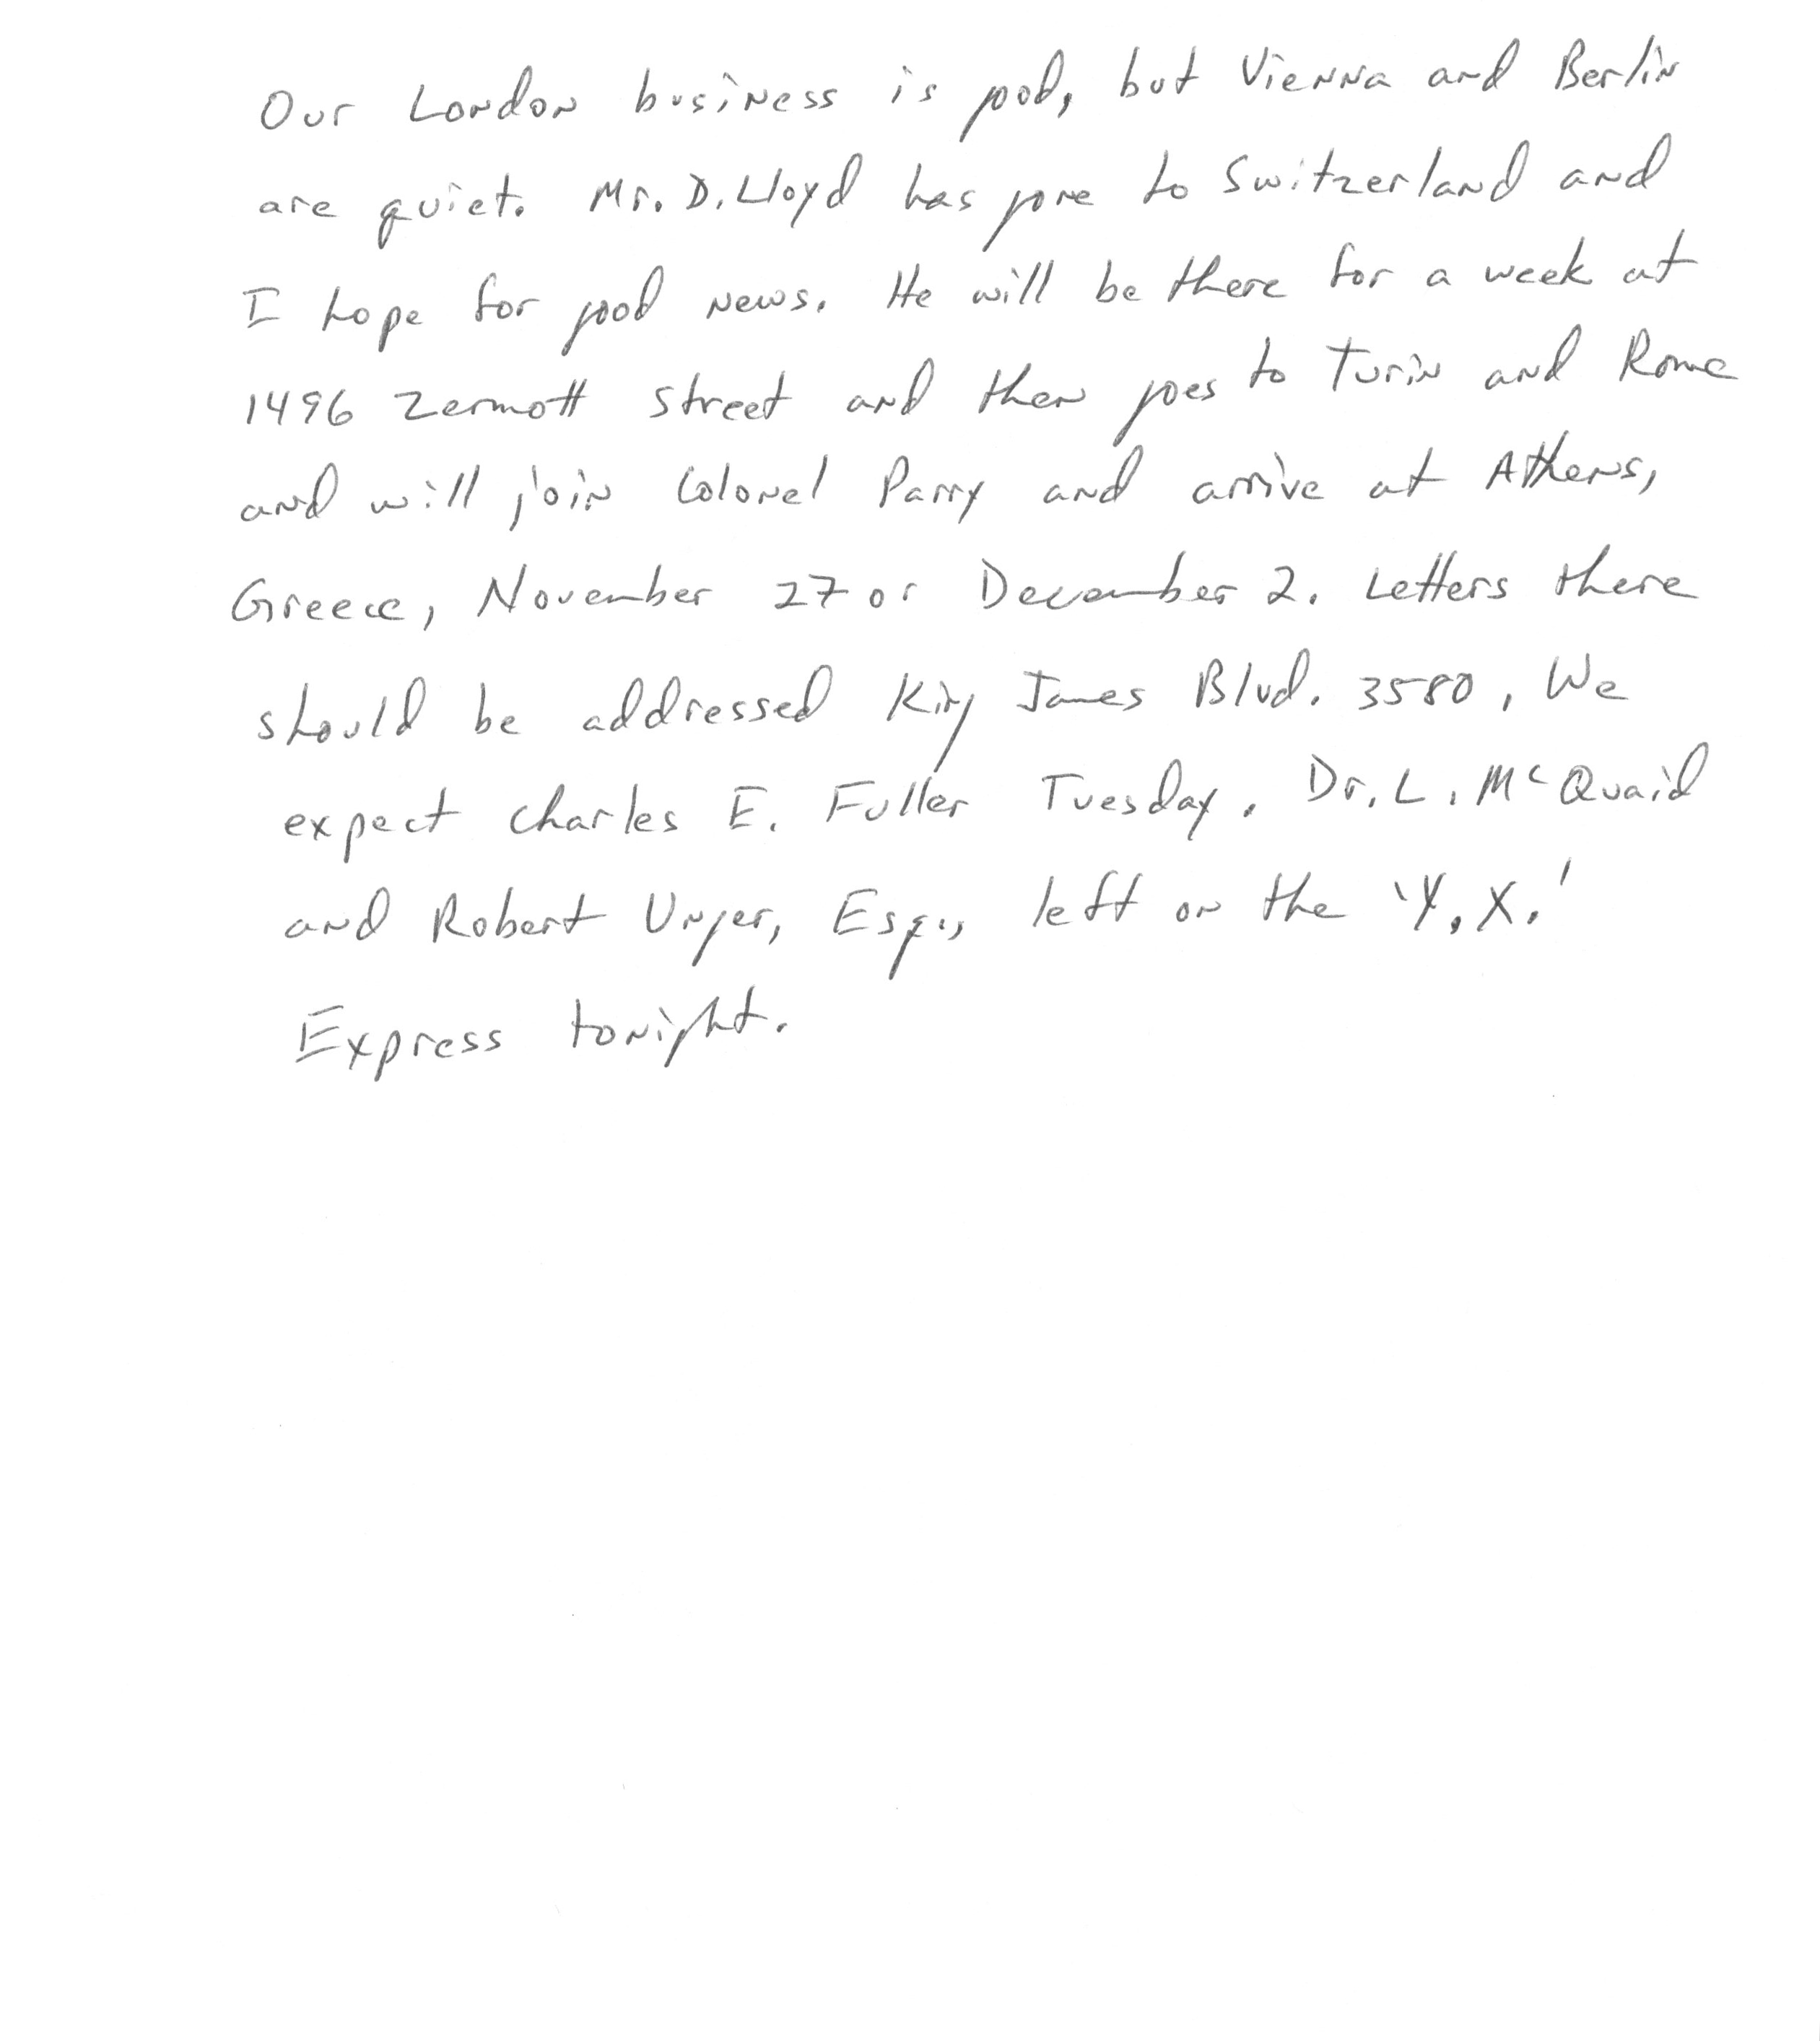 Our London business is good, but Vienna and Berlin
are quiet. Mr. D. Lloyd has gone to Switzerland and
I hope for good news. He will be there for a week at
1496 Zermott street and then goes to Turin and Rome
and will join Colonel Parry and arrive at Athens,
Greece, November 27 or December 2. Letters there
should be addressed King James Blvd. 3580. We
expect Charles E. Fuller Tuesday. Dr. L. McQuaid
and Robert Unger, Esq., left on the 'Y.X.'
Express tonight.